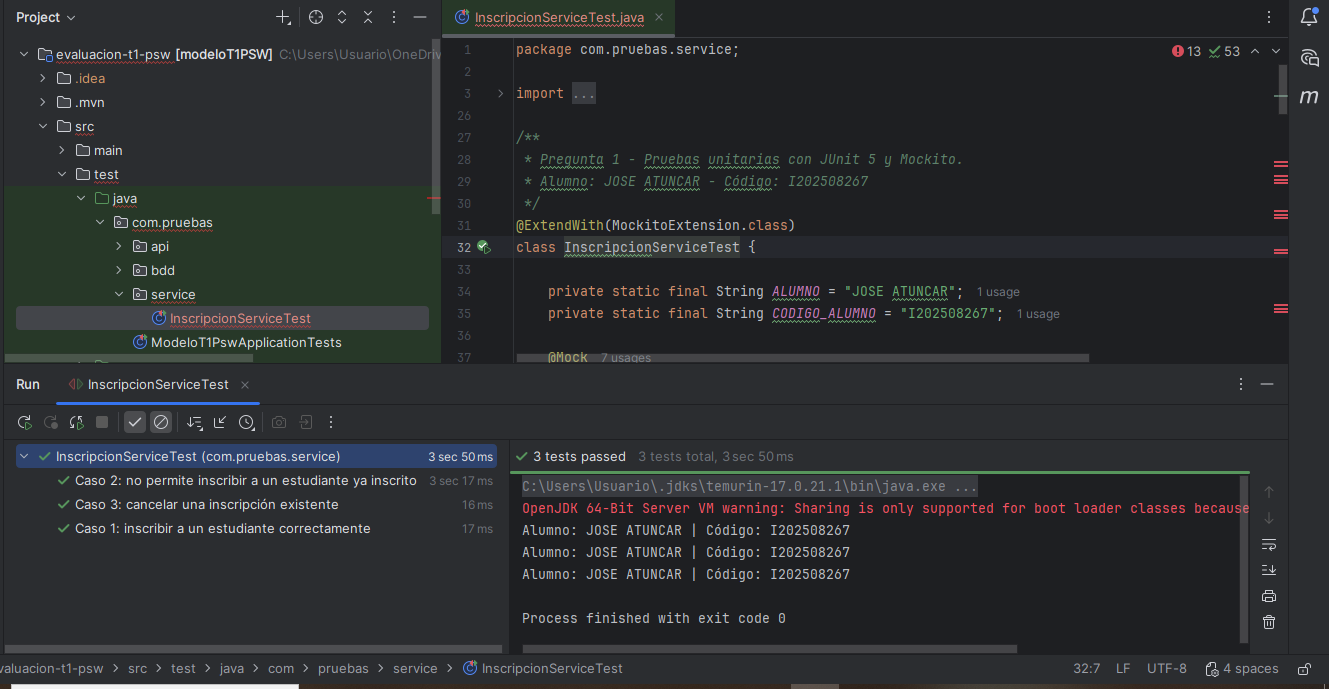 Project
InscripcionServiceTest.java
evaluacion-t1-psw [modeloT1PSW] C:\Users\Usuario\OneDriv
.idea
.mvn
src
main
test
java
com.pruebas
api
bdd
service
InscripcionServiceTest
ModeloT1PswApplicationTests
13 53
1 package com.pruebas.service;
2
3 import ...
26
27 /**
28 * Pregunta 1 - Pruebas unitarias con JUnit 5 y Mockito.
29 * Alumno: JOSE ATUNCAR - Código: I202508267
30 */
31 @ExtendWith(MockitoExtension.class)
32 class InscripcionServiceTest {
33
34 private static final String ALUMNO = "JOSE ATUNCAR"; 1 usage
35 private static final String CODIGO_ALUMNO = "I202508267"; 1 usage
36
37 @Mock 7 usages
m
Run InscripcionServiceTest
InscripcionServiceTest (com.pruebas.service) 3 sec 50 ms
Caso 2: no permite inscribir a un estudiante ya inscrito 3 sec 17 ms
Caso 3: cancelar una inscripción existente 16 ms
Caso 1: inscribir a un estudiante correctamente 17 ms
3 tests passed 3 tests total, 3 sec 50 ms
C:\Users\Usuario\.jdks\temurin-17.0.21.1\bin\java.exe ...
OpenJDK 64-Bit Server VM warning: Sharing is only supported for boot loader classes because
Alumno: JOSE ATUNCAR | Código: I202508267
Alumno: JOSE ATUNCAR | Código: I202508267
Alumno: JOSE ATUNCAR | Código: I202508267
Process finished with exit code 0
valuacion-t1-psw > src > test > java > com > pruebas > service > InscripcionServiceTest
32:7 LF UTF-8 4 spaces